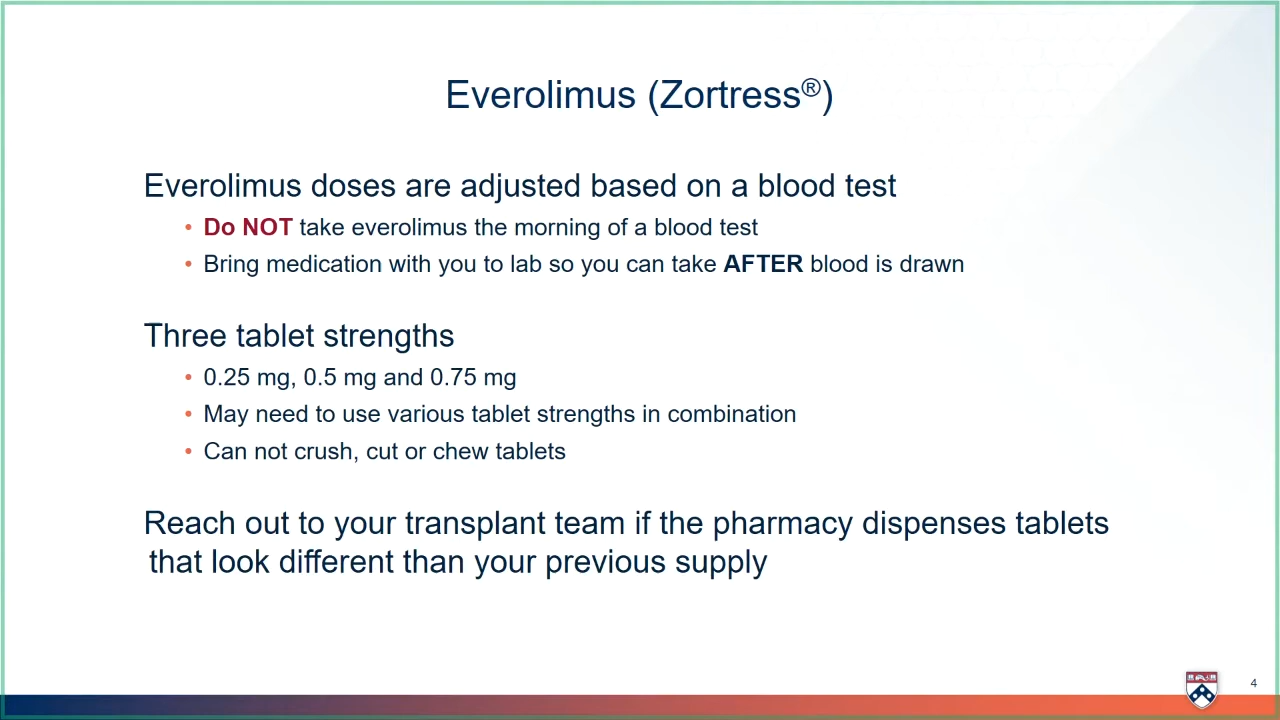 Everolimus (Zortress®)
Everolimus doses are adjusted based on a blood test
• Do NOT take everolimus the morning of a blood test
• Bring medication with you to lab so you can take AFTER blood is drawn
Three tablet strengths
• 0.25 mg, 0.5 mg and 0.75 mg
• May need to use various tablet strengths in combination
• Can not crush, cut or chew tablets
Reach out to your transplant team if the pharmacy dispenses tablets
that look different than your previous supply
4